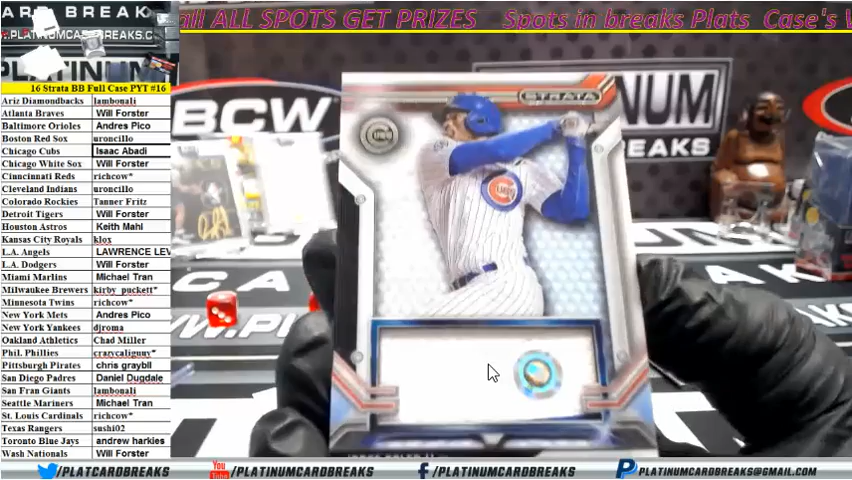 ARD BREAK
.PLATINUMCARDBREAKS.C
PLATINUM
all! ALL SPOTS GET PRIZES Spots in breaks Plats Case's
16 Strata BB Full Case PYT #16
Ariz Diamondbacks lambonali
Atlanta Braves Will Forster
Baltimore Orioles Andres Pico
Boston Red Sox uroncillo
Chicago Cubs Isaac Abadi
Chicago White Sox Will Forster
Cinncinnati Reds richcow*
Cleveland Indians uroncillo
Colorado Rockies Tanner Fritz
Detroit Tigers Will Forster
Houston Astros Keith Mahl
Kansas City Royals klox
L.A. Angels LAWRENCE LEV
L.A. Dodgers Will Forster
Miami Marlins Michael Tran
Milwaukee Brewers kirby_puckett*
Minnesota Twins richcow*
New York Mets Andres Pico
New York Yankees djroma
Oakland Athletics Chad Miller
Phil. Phillies crazycaliguuy*
Pittsburgh Pirates chris graybll
San Diego Padres Daniel Dugdale
San Fran Giants lambonali
Seattle Mariners Michael Tran
St. Louis Cardinals richcow*
Texas Rangers sushi02
Toronto Blue Jays andrew harkies
Wash Nationals Will Forster
BCW
STRATA
CUBS
NUM
BREAKS
/PLATCARDBREAKS
You Tube /PLATINUMCARDBREAKS
/PLATINUMCARDBREAKS
PLATINUMCARDBREAKS@GMAIL.COM